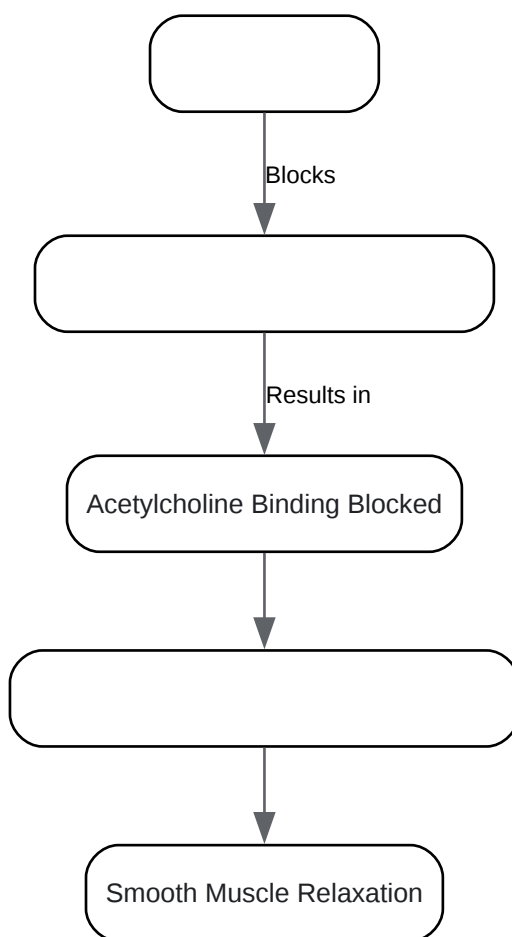 Blocks
Results in
Acetylcholine Binding Blocked
Smooth Muscle Relaxation